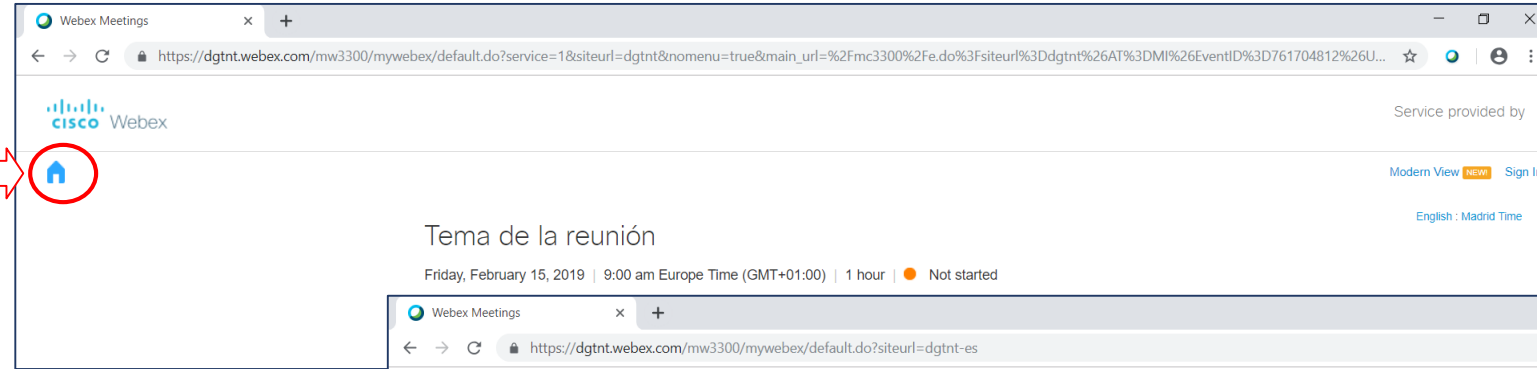 Webex Meetings
https://dgtnt.webex.com/mw3300/mywebex/default.do?service=1&siteurl=dgtnt&nomenu=true&main_url=%2Fmc3300%2Fe.do%3Fsiteurl%3Ddgtnt%26AT%3DMI%26EventID%3D761704812%26U...
cisco Webex
Service provided by
Modern View NEW! Sign In
English : Madrid Time
Tema de la reunión
Friday, February 15, 2019 | 9:00 am Europe Time (GMT+01:00) | 1 hour | Not started
Webex Meetings
https://dgtnt.webex.com/mw3300/mywebex/default.do?siteurl=dgtnt-es